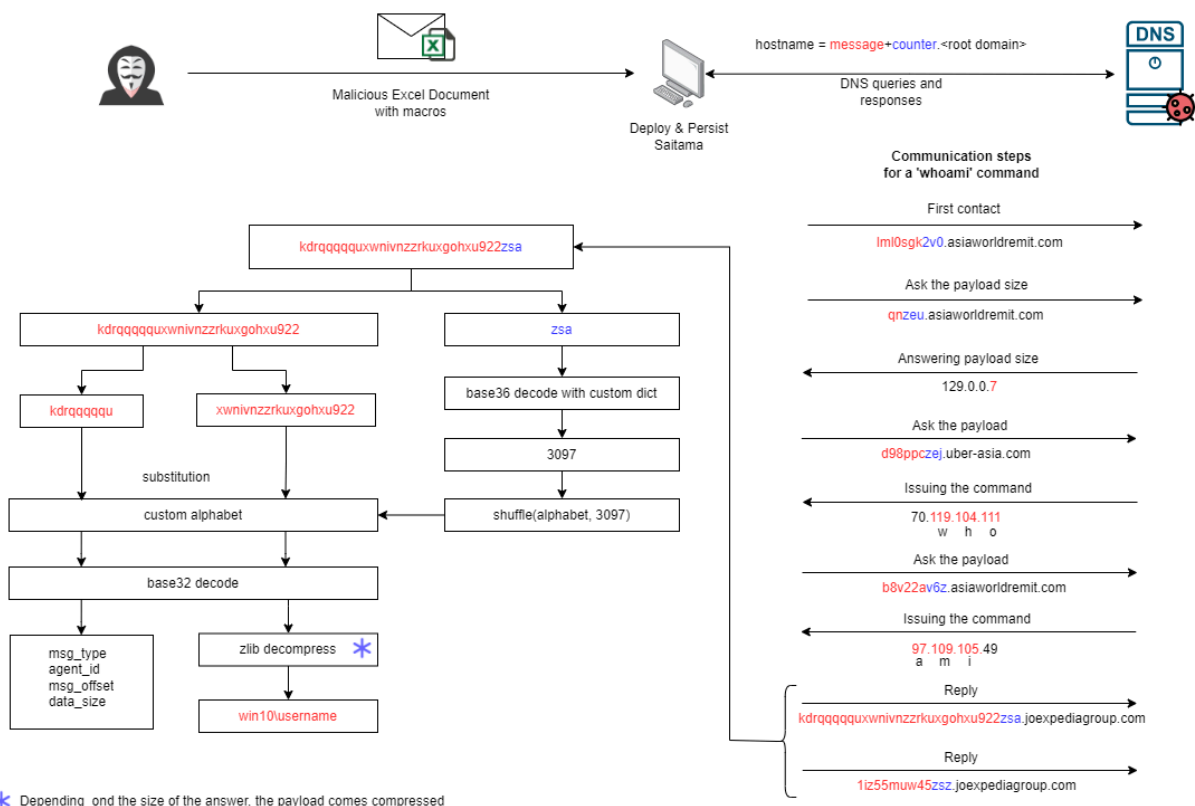 hostname = message+counter.<root domain>
DNS
X
Malicious Excel Document
with macros
DNS queries and
responses
Deploy & Persist
Saitama
Communication steps
for a 'whoami' command
First contact
lml0sgk2v0.asiaworldremit.com
Ask the payload size
qnzeu.asiaworldremit.com
Answering payload size
129.0.0.7
Ask the payload
d98ppczej.uber-asia.com
Issuing the command
70.119.104.111
w h o
Ask the payload
b8v22av6z.asiaworldremit.com
Issuing the command
97.109.105.49
a m i
Reply
kdrqqqqquxwnivnzzrkuxgohxu922zsa.joexpediagroup.com
Reply
1iz55muw45zsz.joexpediagroup.com
kdrqqqqquxwnivnzzrkuxgohxu922zsa
kdrqqqqquxwnivnzzrkuxgohxu922
zsa
kdrqqqqqu
xwnivnzzrkuxgohxu922
base36 decode with custom dict
3097
substitution
custom alphabet
shuffle(alphabet, 3097)
base32 decode
msg_type
agent_id
msg_offset
data_size
zlib decompress *
win10\username
* Depending ond the size of the answer, the payload comes compressed